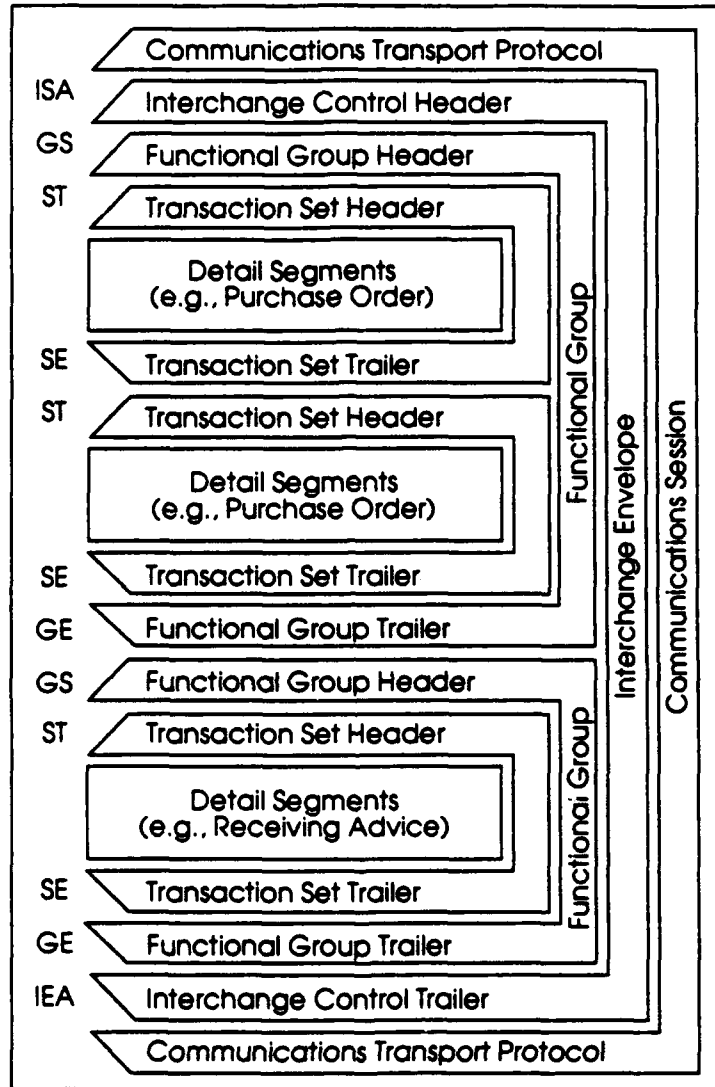 Communications Transport Protocol
ISA Interchange Control Header
GS Functional Group Header
ST Transaction Set Header
Detail Segments
(e.g., Purchase Order)
SE Transaction Set Trailer
ST Transaction Set Header
Detail Segments
(e.g., Purchase Order)
SE Transaction Set Trailer
GE Functional Group Trailer
Functional Group
GS Functional Group Header
ST Transaction Set Header
Detail Segments
(e.g., Receiving Advice)
SE Transaction Set Trailer
GE Functional Group Trailer
Functional Group
IEA Interchange Control Trailer
Communications Transport Protocol
Interchange Envelope
Communications Session